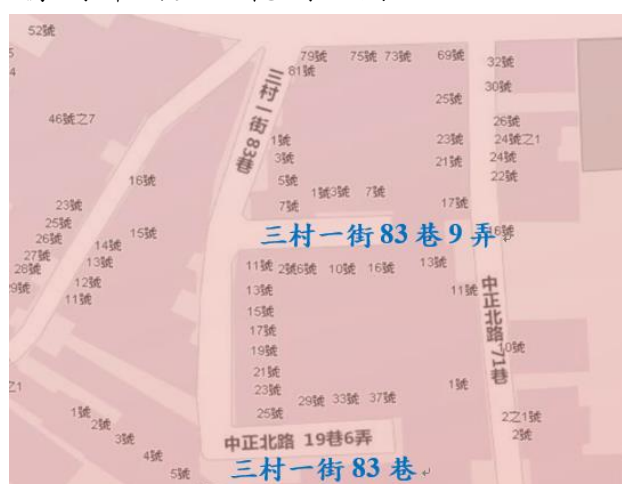 52號
79號 75號 73號 69號
32號
81號
30號
25號
46號之7
26號
1號
23號
24號之1
3號
21號
24號
5號
22號
16號
1號3號 7號
17號
7號
23號
25號
26號
27號
28號
29號
16號
三村一街 83 巷 9 弄
15號
14號
13號
12號
11號
三村一街 83巷
11號 2號6號 10號 16號 13號
13號
11號
15號
17號
19號
21號
23號
25號
29號 33號 37號
1號
中正北路 71巷
10號
2之1號
2號
1號
2號
3號
4號
5號
中正北路 19巷6弄
三村一街 83 巷